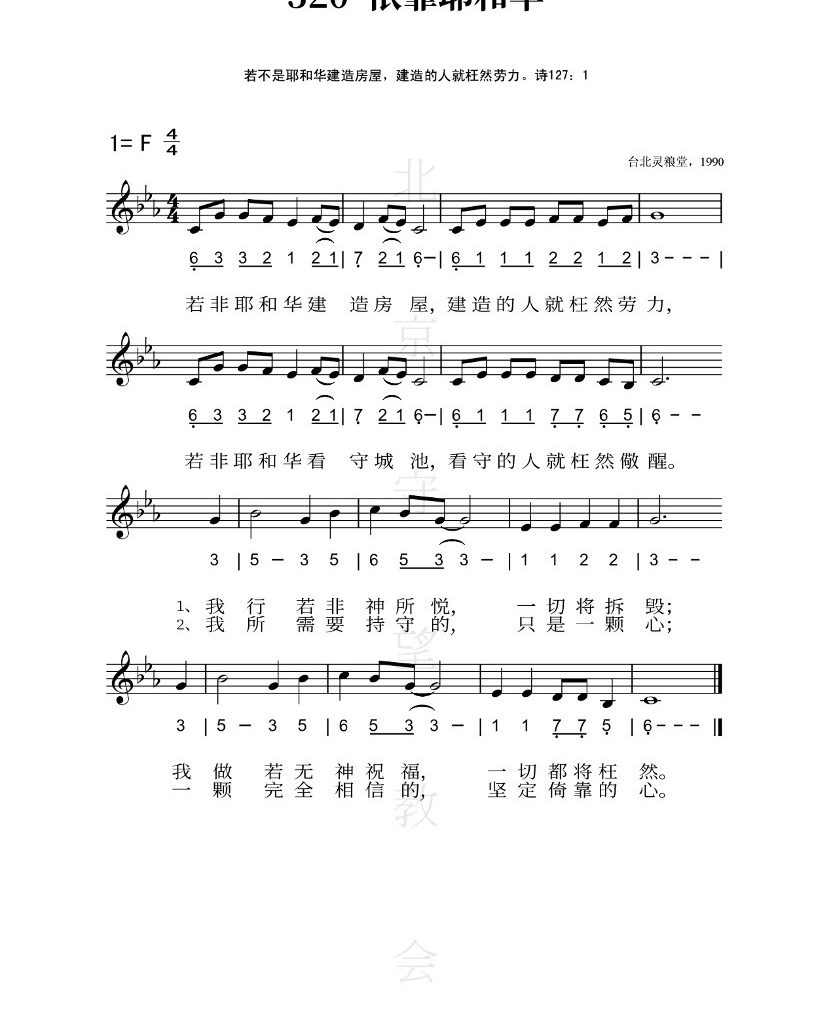 320 依靠耶和华
若不是耶和华建造房屋，建造的人就枉然劳力。诗127：1
1= F 4/4
台北灵粮堂，1990
6 3 3 2 1 2 1 | 7 2 1 6－ | 6 1 1 1 2 2 1 2 | 3 - - - |
若非耶和华建 造房 屋，建造的人就枉然劳力，
6 3 3 2 1 2 1 | 7 2 1 6－ | 6 1 1 1 7 7 6 5 | 6 - -
若非耶和华看 守城 池，看守的人就枉然儆醒。
3 | 5 － 3 5 | 6 5 3 3 － | 1 1 2 2 | 3 - -
1、我 行 若非神所悦， 一切将拆毁；
2、我 所 需要持守的， 只是一颗心；
3 | 5 － 3 5 | 6 5 3 3 － | 1 1 7 7 5 | 6 - - - |
我 做 若无神祝福， 一切都将枉然。
一 颗 完全相信的， 坚定倚靠的心。
北京守望教会